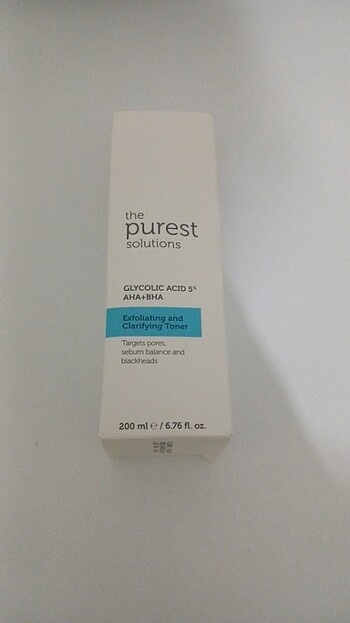 the
purest
solutions
GLYCOLIC ACID 5%
AHA+BHA
Exfoliating and
Clarifying Toner
Targets pores,
sebum balance and
blackheads
200 ml ℮ / 6.76 fl. oz.